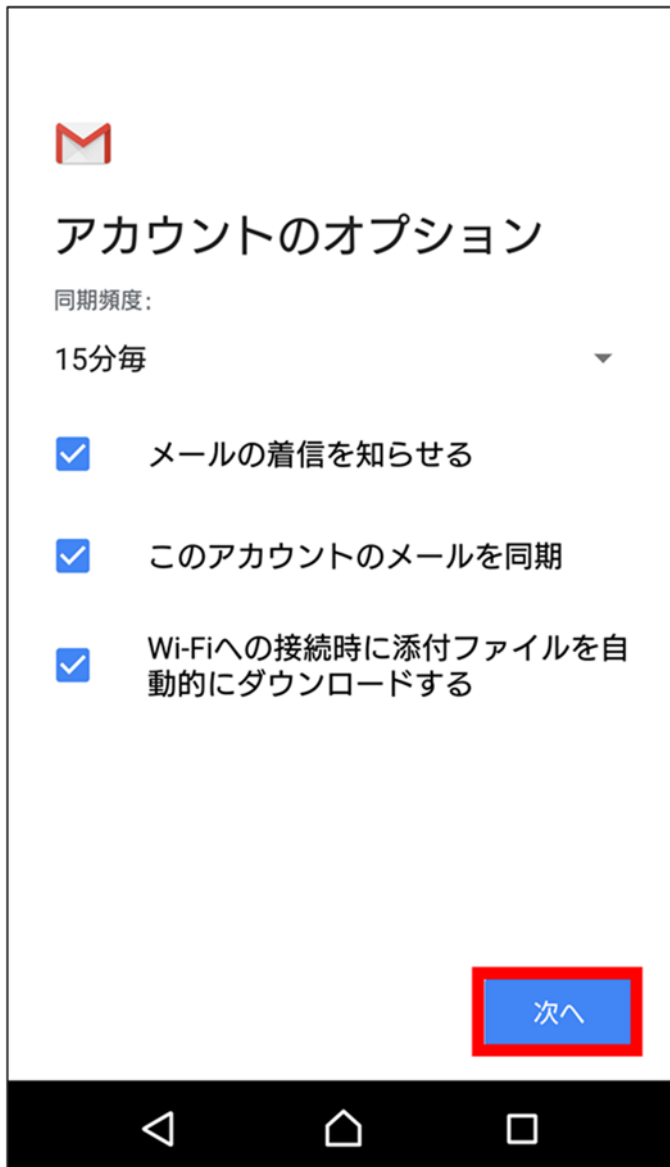 アカウントのオプション
同期頻度:
15分毎
メールの着信を知らせる
このアカウントのメールを同期
Wi-Fiへの接続時に添付ファイルを自
動的にダウンロードする
次へ